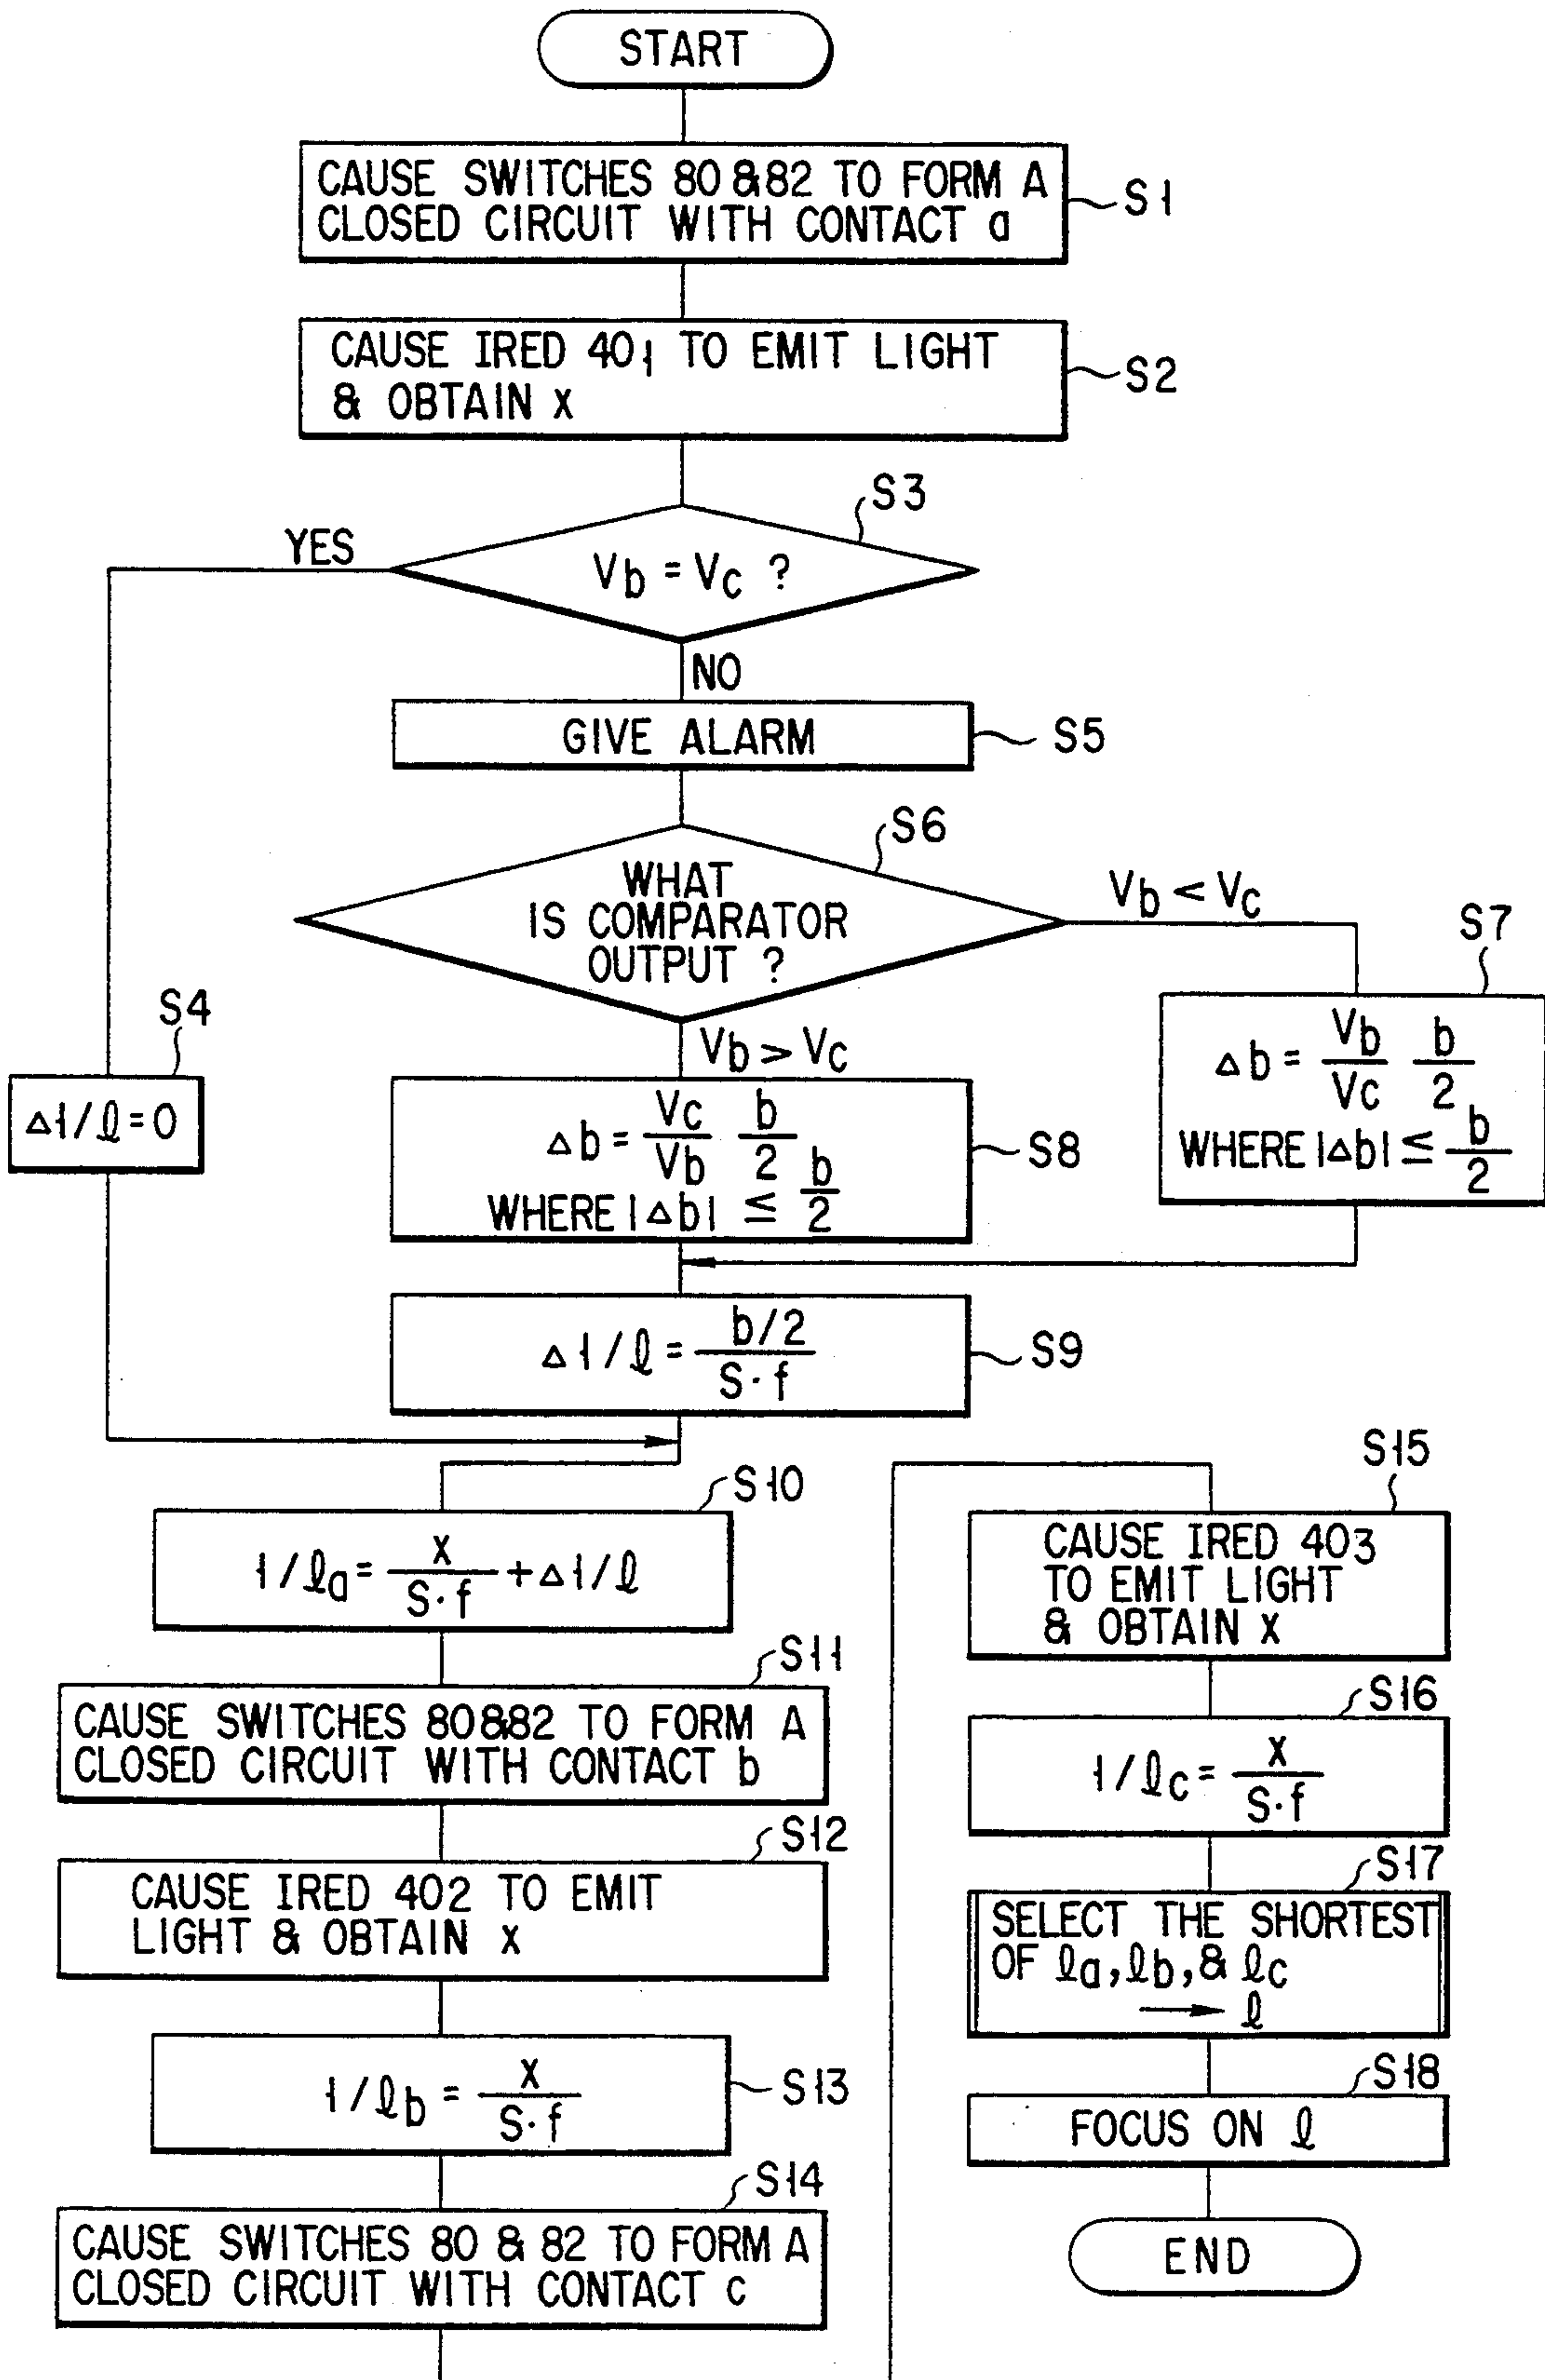 START
CAUSE SWITCHES 80 & 82 TO FORM A
CLOSED CIRCUIT WITH CONTACT a
S1
CAUSE IRED 40₁ TO EMIT LIGHT
& OBTAIN x
S2
S3
YES
Vb = Vc ?
NO
GIVE ALARM
S5
S6
WHAT
IS COMPARATOR
OUTPUT ?
Vb < Vc
S7
Δb = Vb/Vc b/2
WHERE |Δb| ≤ b/2
S4
Δ1/ℓ = 0
Vb > Vc
Δb = Vc/Vb b/2
WHERE |Δb| ≤ b/2
S8
Δ1/ℓ = (b/2)/(S·f)
S9
S10
1/ℓa = x/(S·f) + Δ1/ℓ
S11
CAUSE SWITCHES 80&82 TO FORM A
CLOSED CIRCUIT WITH CONTACT b
S12
CAUSE IRED 402 TO EMIT
LIGHT & OBTAIN x
1/ℓb = x/(S·f)
S13
S14
CAUSE SWITCHES 80 & 82 TO FORM A
CLOSED CIRCUIT WITH CONTACT c
S15
CAUSE IRED 40₃
TO EMIT LIGHT
& OBTAIN x
S16
1/ℓc = x/(S·f)
S17
SELECT THE SHORTEST
OF ℓa, ℓb, & ℓc
→ ℓ
S18
FOCUS ON ℓ
END